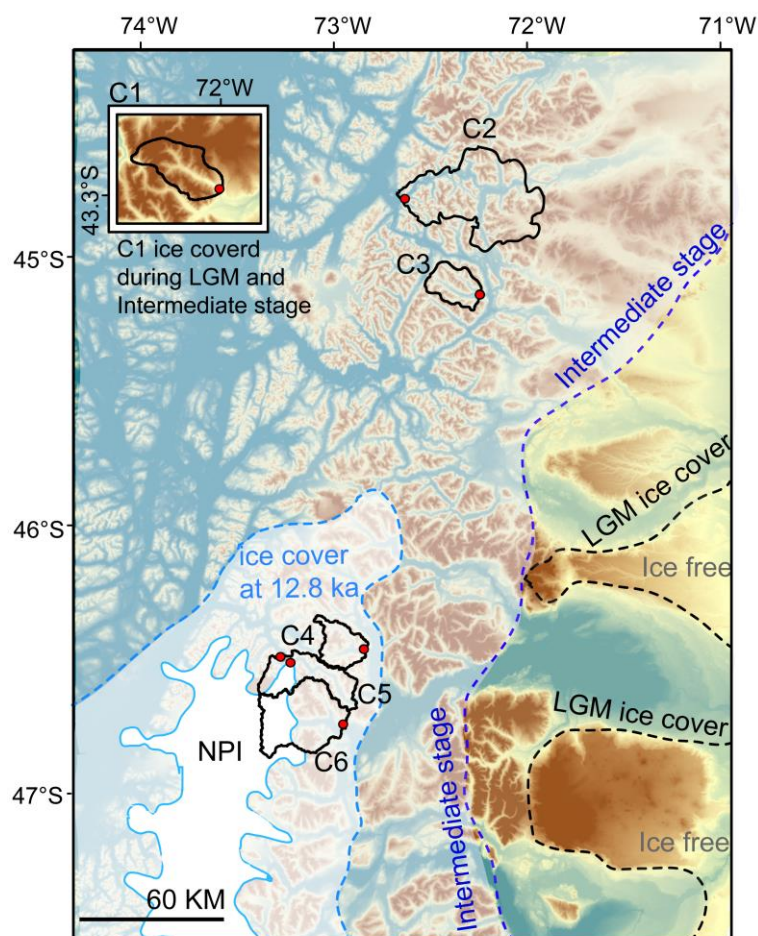 74°W
73°W
72°W
71°W
C1
72°W
43.3°S
C1 ice coverd
during LGM and
Intermediate stage
C2
C3
45°S
Intermediate stage
LGM ice cover
46°S
ice cover
at 12.8 ka
Ice free
C4
C5
C6
NPI
LGM ice cover
Intermediate stage
47°S
Ice free
60 KM